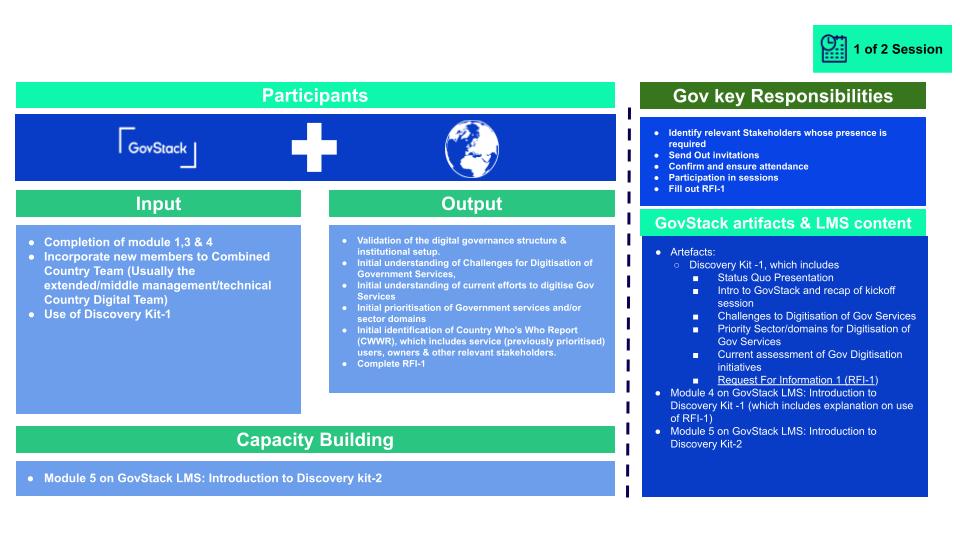 1 of 2 Session
Participants
GovStack
Input
● Completion of module 1,3 & 4
● Incorporate new members to Combined
Country Team (Usually the
extended/middle management/technical
Country Digital Team)
● Use of Discovery Kit-1
Output
● Validation of the digital governance structure &
institutional setup.
● Initial understanding of Challenges for Digitisation of
Government Services,
● Initial understanding of current efforts to digitise Gov
Services
● Initial prioritisation of Government services and/or
sector domains
● Initial identification of Country Who's Who Report
(CWWR), which includes service (previously prioritised)
users, owners & other relevant stakeholders.
● Complete RFI-1
Capacity Building
● Module 5 on GovStack LMS: Introduction to Discovery kit-2
Gov key Responsibilities
● Identify relevant Stakeholders whose presence is
required
● Send Out invitations
● Confirm and ensure attendance
● Participation in sessions
● Fill out RFI-1
GovStack artifacts & LMS content
● Artefacts:
○ Discovery Kit -1, which includes
■ Status Quo Presentation
■ Intro to GovStack and recap of kickoff
session
■ Challenges to Digitisation of Gov Services
■ Priority Sector/domains for Digitisation of
Gov Services
■ Current assessment of Gov Digitisation
initiatives
■ Request For Information 1 (RFI-1)
● Module 4 on GovStack LMS: Introduction to
Discovery Kit -1 (which includes explanation on use
of RFI-1)
● Module 5 on GovStack LMS: Introduction to
Discovery Kit-2